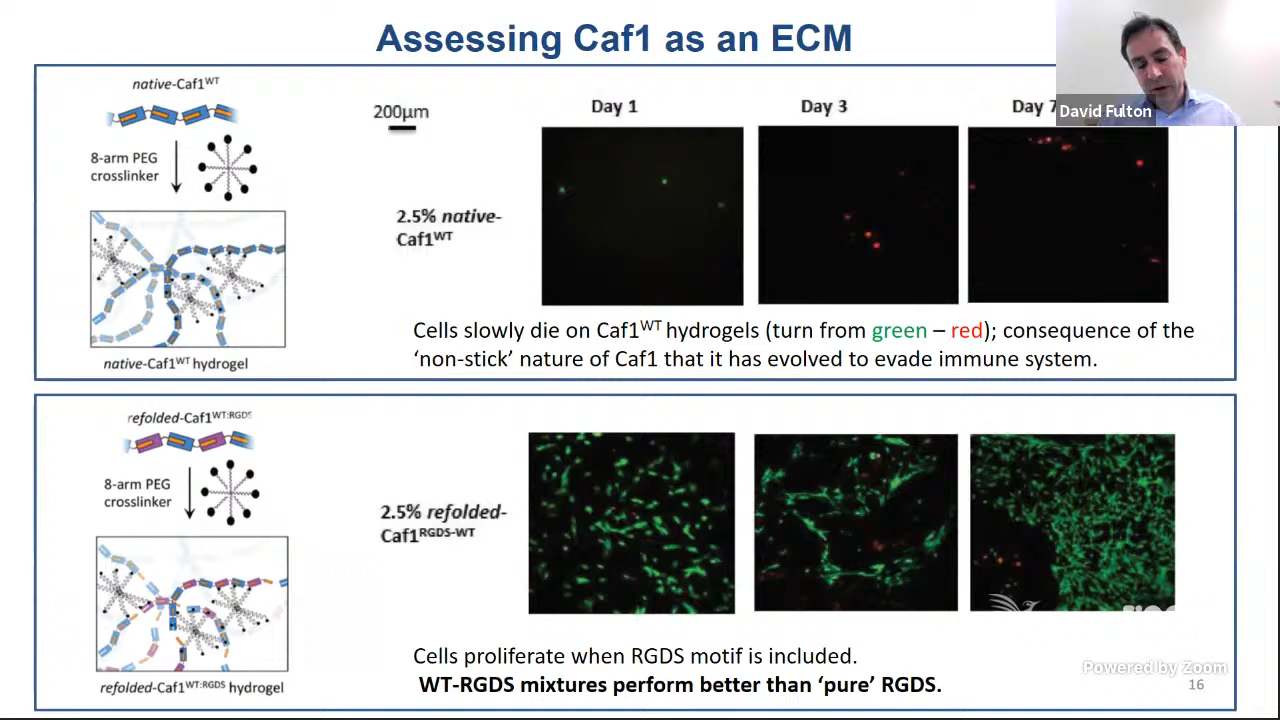 Assessing Caf1 as an ECM
David Fulton
native-Caf1ᵂᵀ
8-arm PEG
crosslinker
native-Caf1ᵂᵀ hydrogel
200µm
Day 1
Day 3
Day 7
2.5% native-
Caf1ᵂᵀ
Cells slowly die on Caf1ᵂᵀ hydrogels (turn from green – red); consequence of the
‘non-stick’ nature of Caf1 that it has evolved to evade immune system.
refolded-Caf1ᵂᵀ:ᴿᴳᴰˢ
8-arm PEG
crosslinker
refolded-Caf1ᵂᵀ:ᴿᴳᴰˢ hydrogel
2.5% refolded-
Caf1ᴿᴳᴰˢ⁻ᵂᵀ
Cells proliferate when RGDS motif is included.
WT-RGDS mixtures perform better than ‘pure’ RGDS.
Powered by Zoom
16